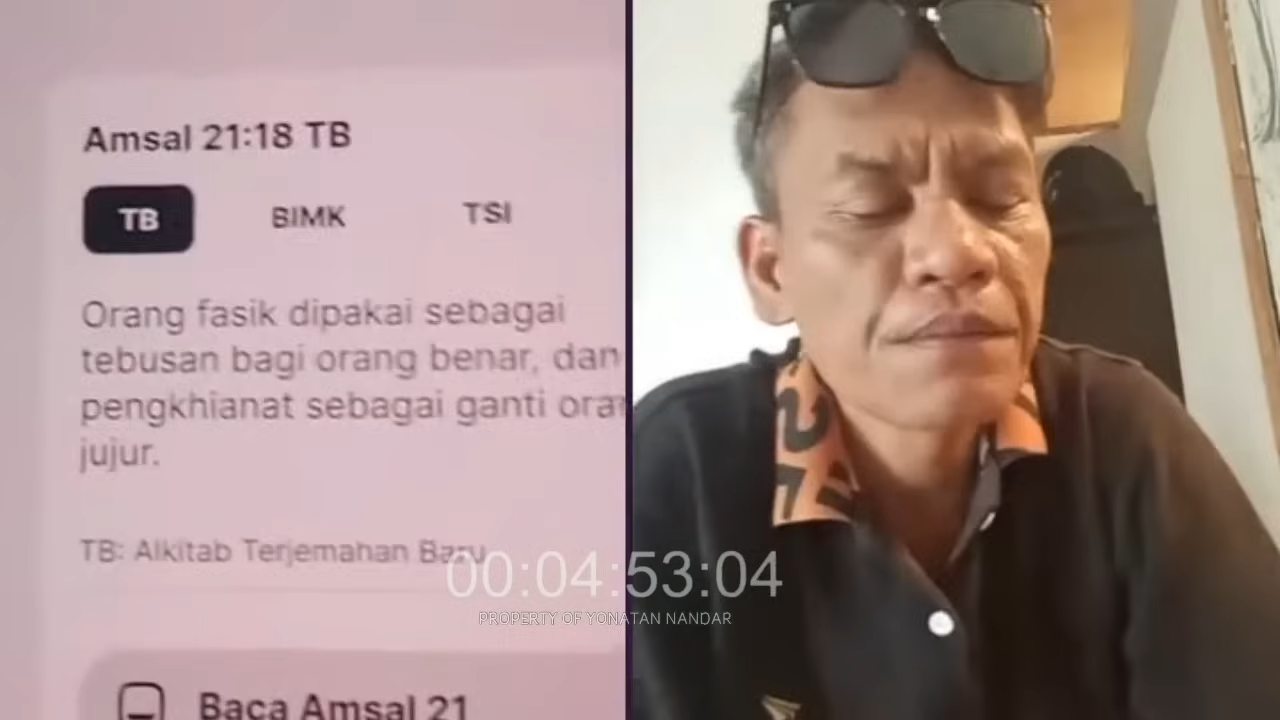 Amsal 21:18 TB
TB BIMK TSI
Orang fasik dipakai sebagai
tebusan bagi orang benar, dan
pengkhianat sebagai ganti
jujur.
TB: Alkitab Terjemahan Baru
00:04:53:04
PROPERTY OF YONATAN NANDAR
Baca Amsal 21